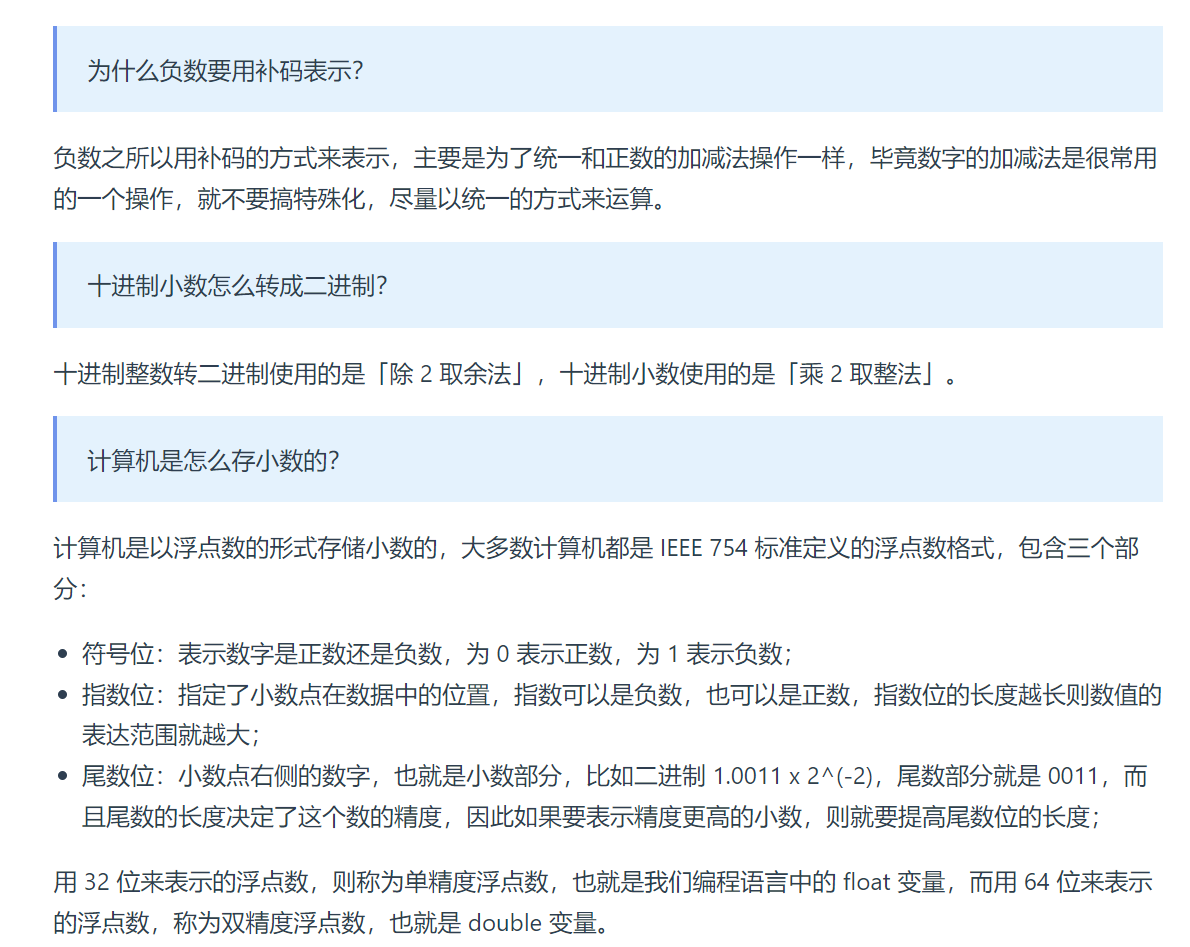 为什么负数要用补码表示？
负数之所以用补码的方式来表示，主要是为了统一和正数的加减法操作一样，毕竟数字的加减法是很常用
的一个操作，就不要搞特殊化，尽量以统一的方式来运算。
十进制小数怎么转成二进制？
十进制整数转二进制使用的是「除 2 取余法」，十进制小数使用的是「乘 2 取整法」。
计算机是怎么存小数的？
计算机是以浮点数的形式存储小数的，大多数计算机都是 IEEE 754 标准定义的浮点数格式，包含三个部
分：
• 符号位：表示数字是正数还是负数，为 0 表示正数，为 1 表示负数；
• 指数位：指定了小数点在数据中的位置，指数可以是负数，也可以是正数，指数位的长度越长则数值的
表达范围就越大；
• 尾数位：小数点右侧的数字，也就是小数部分，比如二进制 1.0011 x 2^(-2)，尾数部分就是 0011，而
且尾数的长度决定了这个数的精度，因此如果要表示精度更高的小数，则就要提高尾数位的长度；
用 32 位来表示的浮点数，则称为单精度浮点数，也就是我们编程语言中的 float 变量，而用 64 位来表示
的浮点数，称为双精度浮点数，也就是 double 变量。